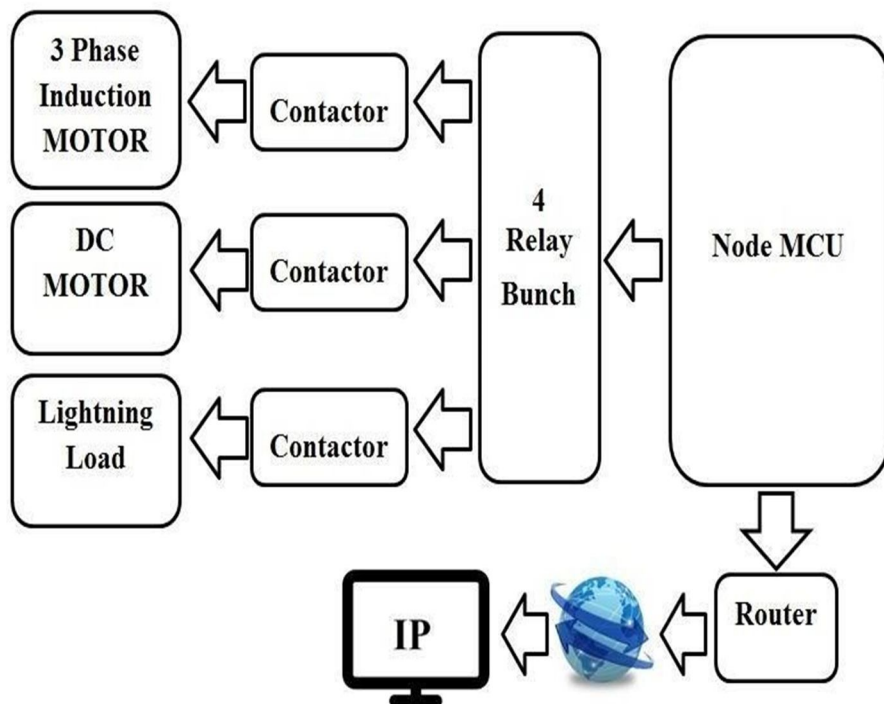 3 Phase
Induction
MOTOR
Contactor
DC
MOTOR
Contactor
Lightning
Load
Contactor
4
Relay
Bunch
Node MCU
Router
IP